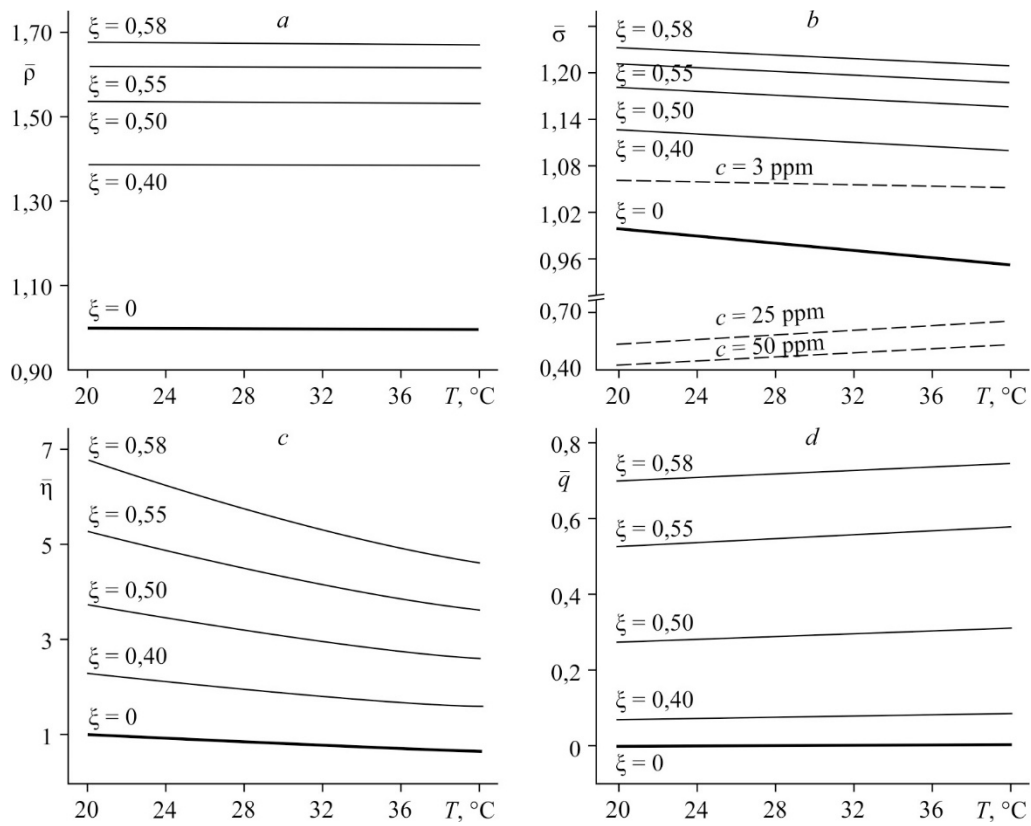 a
1,70
ρ̄
1,50
1,30
1,10
0,90
ξ = 0,58
ξ = 0,55
ξ = 0,50
ξ = 0,40
ξ = 0
20 24 28 32 36 T, °C
b
σ̄
1,20
1,14
1,08
1,02
0,96
0,70
0,40
ξ = 0,58
ξ = 0,55
ξ = 0,50
ξ = 0,40
c = 3 ppm
ξ = 0
c = 25 ppm
c = 50 ppm
20 24 28 32 36 T, °C
c
7
η̄
5
3
1
ξ = 0,58
ξ = 0,55
ξ = 0,50
ξ = 0,40
ξ = 0
20 24 28 32 36 T, °C
d
0,8
q̄
0,6
0,4
0,2
0
ξ = 0,58
ξ = 0,55
ξ = 0,50
ξ = 0,40
ξ = 0
20 24 28 32 36 T, °C